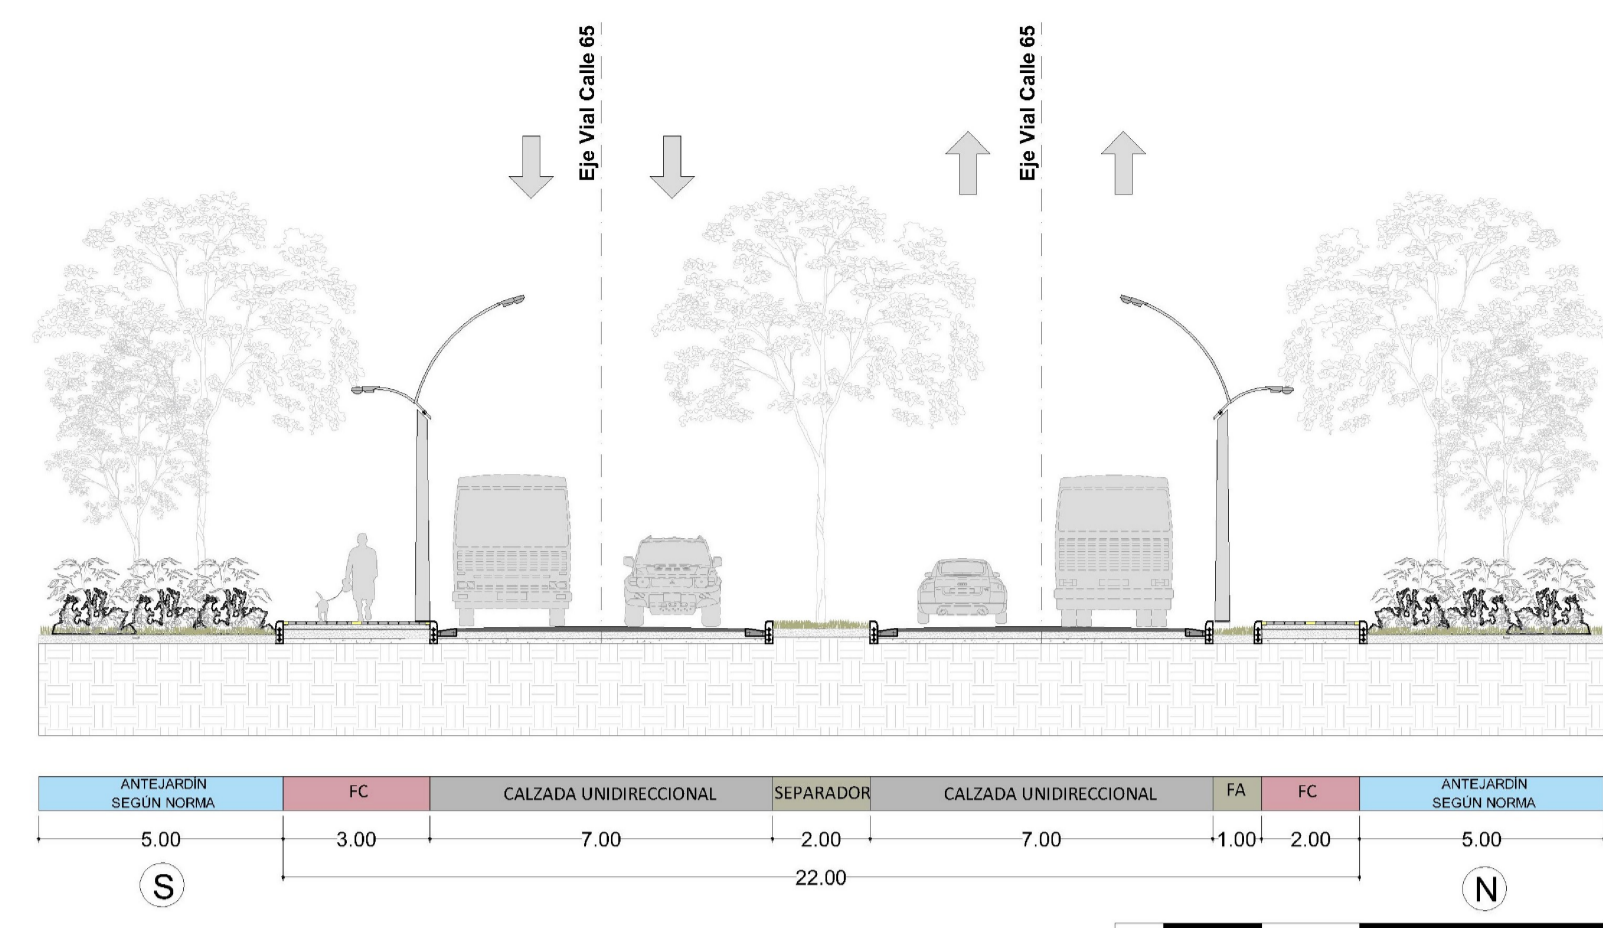 Eje Vial Calle 65
Eje Vial Calle 65
ANTEJARDÍN
SEGÚN NORMA
FC
CALZADA UNIDIRECCIONAL
SEPARADOR
CALZADA UNIDIRECCIONAL
FA
FC
ANTEJARDÍN
SEGÚN NORMA
5.00
3.00
7.00
2.00
7.00
1.00
2.00
5.00
22.00
S
N